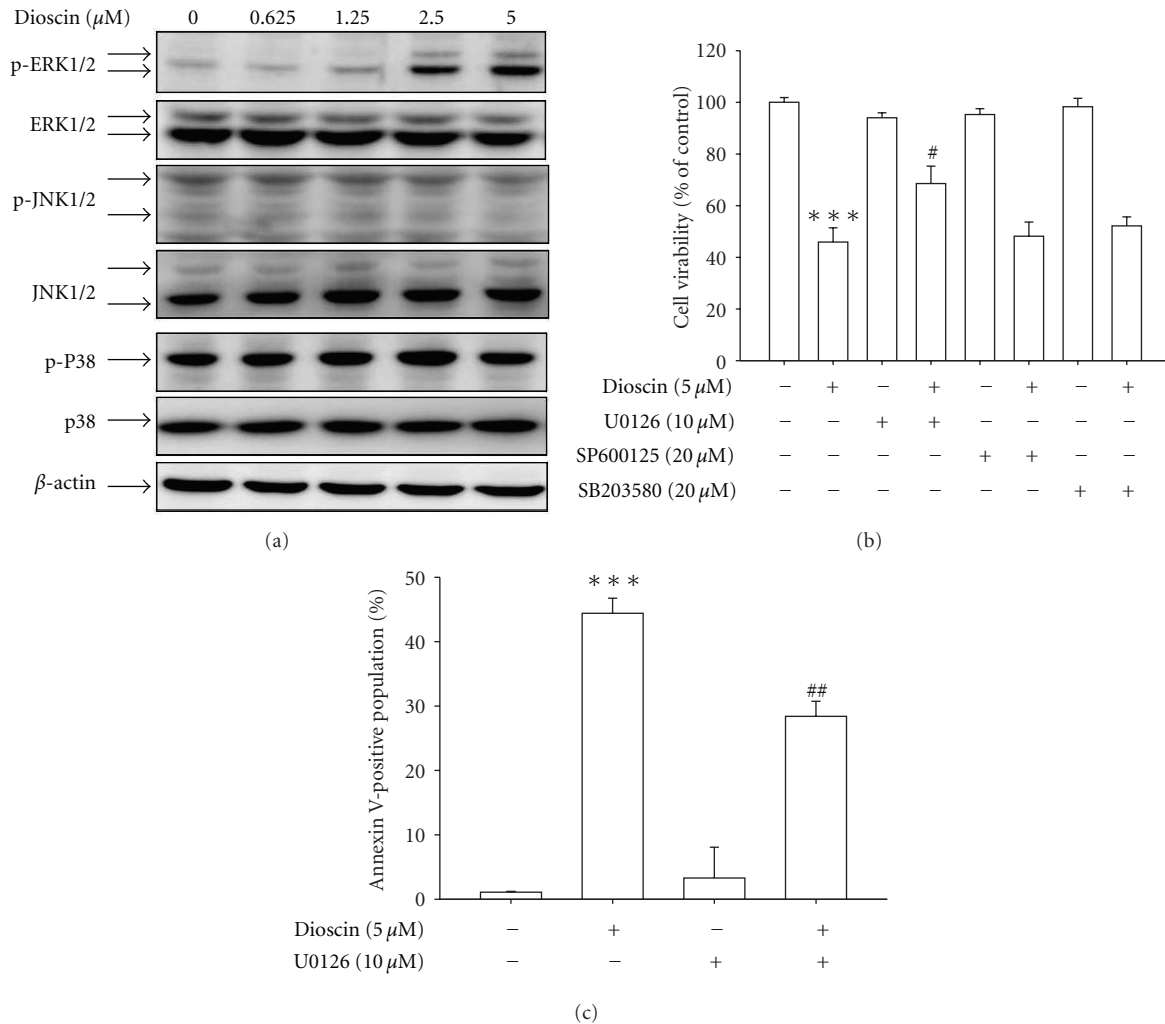 Dioscin (μM) 0 0.625 1.25 2.5 5
p-ERK1/2
ERK1/2
p-JNK1/2
JNK1/2
p-P38
p38
β-actin
(a)
120
100
80
60
40
20
0
Cell virability (% of control)
***
#
Dioscin (5 μM) − + − + − + − +
U0126 (10 μM) − − + + − − − −
SP600125 (20 μM) − − − − + + − −
SB203580 (20 μM) − − − − − − + +
(b)
50
40
30
20
10
0
Annexin V-positive population (%)
***
##
Dioscin (5 μM) − + − +
U0126 (10 μM) − − + +
(c)